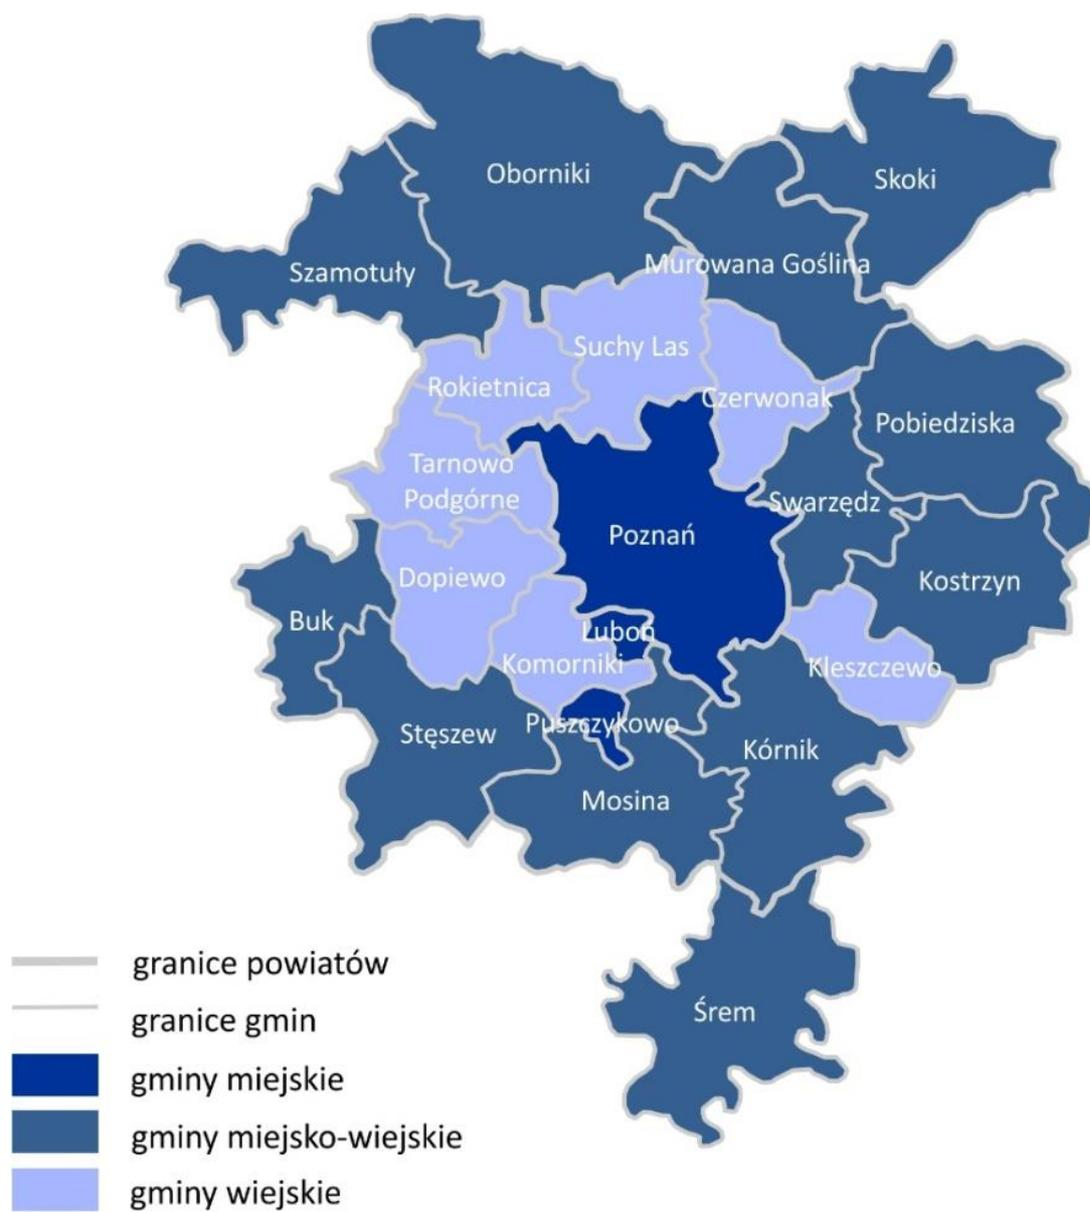 Oborniki
Skoki
Szamotuły
Murowana Goślina
Suchy Las
Rokietnica
Czerwonak
Pobiedziska
Tarnowo
Podgórne
Swarzędz
Poznań
Dopiewo
Kostrzyn
Buk
Luboń
Komorniki
Kleszczewo
Puszczykowo
Stęszew
Kórnik
Mosina
Śrem
granice powiatów
granice gmin
gminy miejskie
gminy miejsko-wiejskie
gminy wiejskie